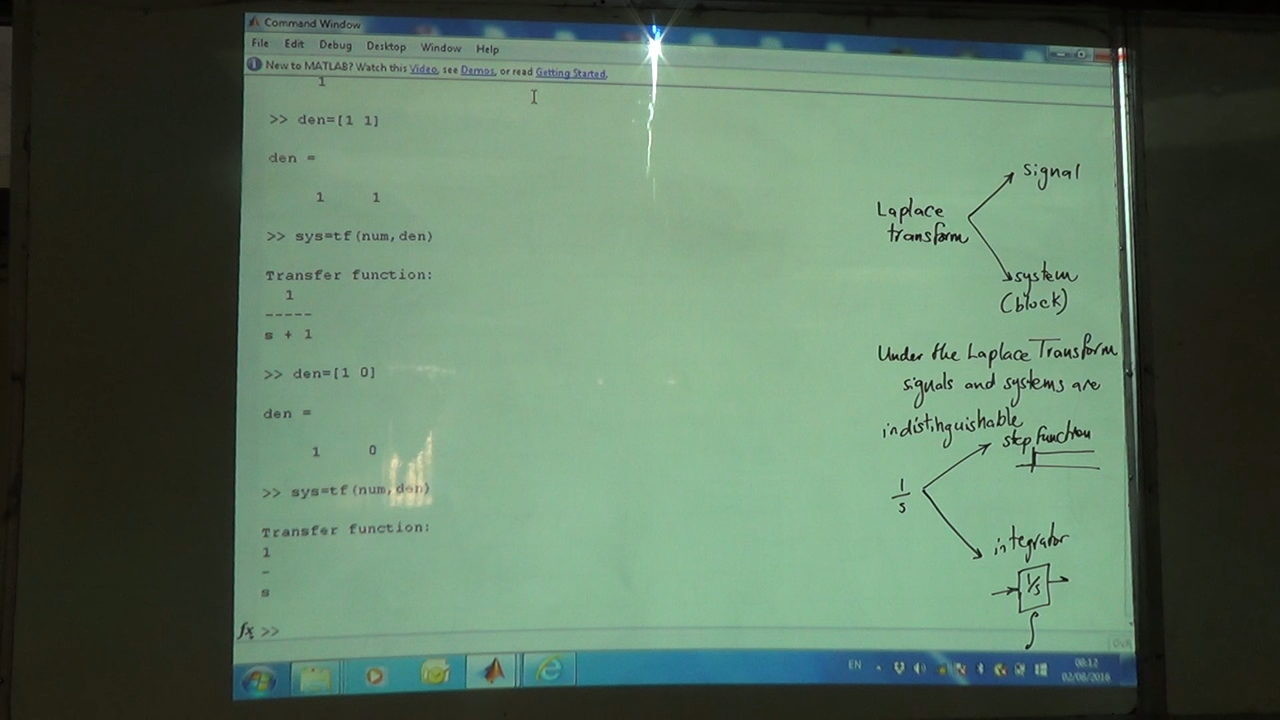 Command Window
File Edit Debug Desktop Window Help
New to MATLAB? Watch this Video, see Demos, or read Getting Started.
1
>> den=[1 1]
den =
1 1
>> sys=tf(num,den)
Transfer function:
1
-----
s + 1
>> den=[1 0]
den =
1 0
>> sys=tf(num,den)
Transfer function:
1
-
s
fx >>
Laplace
transform
signal
system
(block)
Under the Laplace Transform
signals and systems are
indistinguishable
step function
1
s
integrator
1/s
∫
EN
08:12
02/08/2016